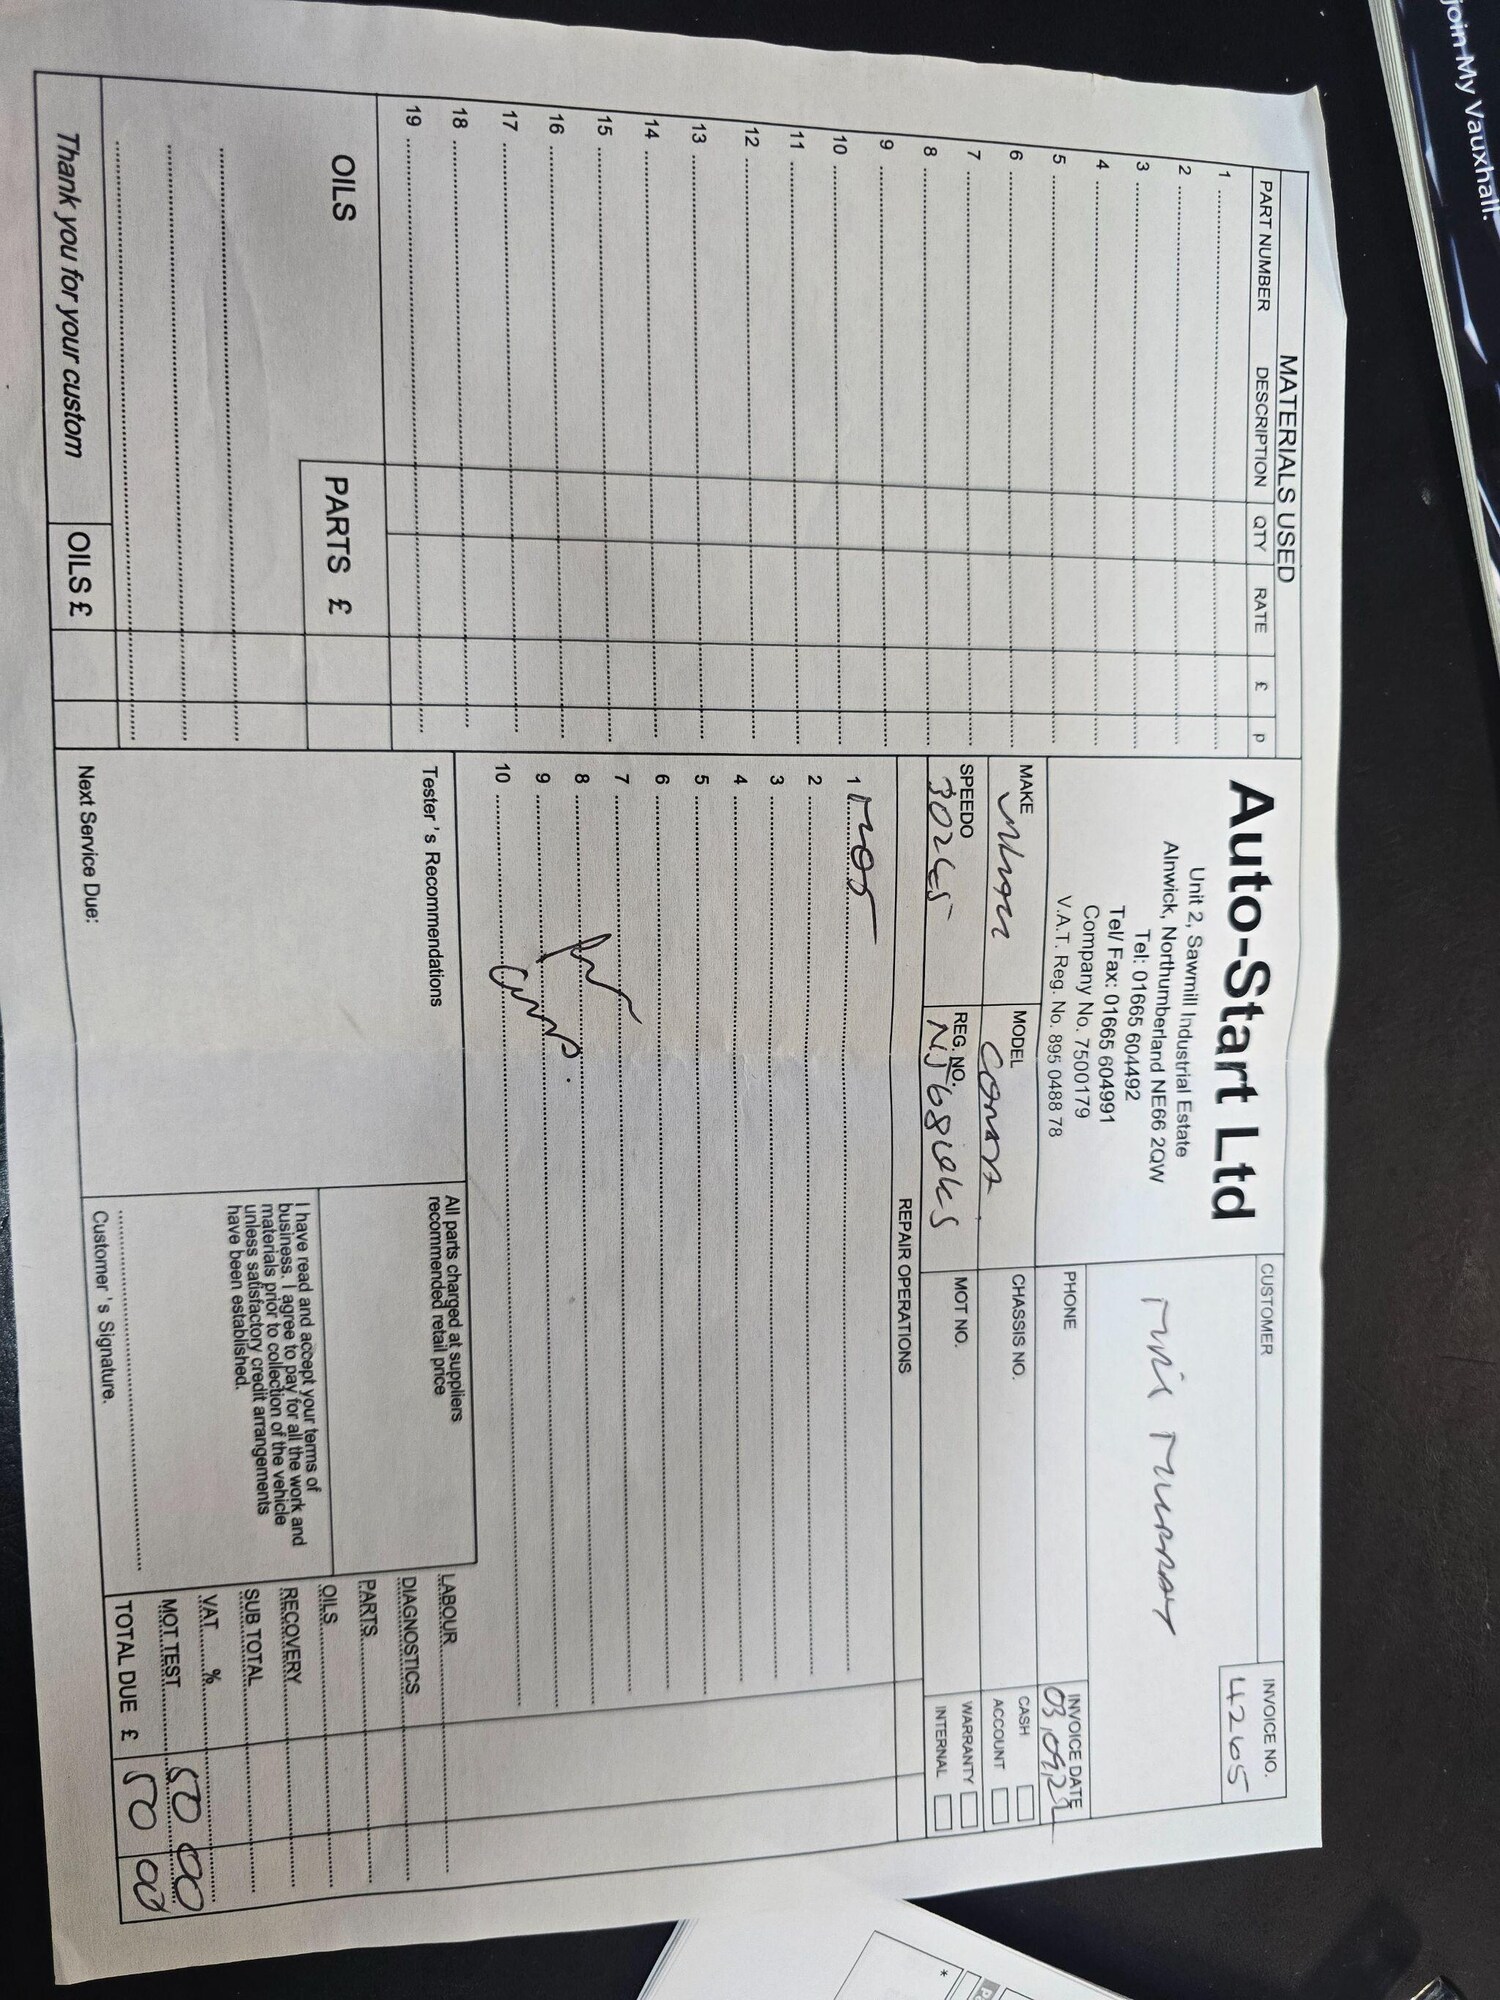 join My Vauxhall.
MATERIALS USED
PART NUMBER DESCRIPTION QTY RATE £ p
1
2
3
4
5
6
7
8
9
10
11
12
13
14
15
16
17
18
19
OILS
PARTS £
Thank you for your custom OILS £
Auto-Start Ltd
Unit 2, Sawmill Industrial Estate
Alnwick, Northumberland NE66 2QW
Tel: 01665 604492
Tel/ Fax: 01665 604991
Company No. 7500179
V.A.T. Reg. No. 895 0488 78
CUSTOMER
INVOICE NO.
4265
Murray
PHONE
INVOICE DATE
MAKE
MODEL
Corsa
CHASSIS NO.
CASH
ACCOUNT
SPEEDO
30245
REG. NO.
MOT NO.
WARRANTY
INTERNAL
REPAIR OPERATIONS
1 MOT
2
3
4
5
6
7
8
9
10
Tester's Recommendations
Next Service Due:
All parts charged at suppliers
recommended retail price
I have read and accept your terms of
business. I agree to pay for all the work and
materials prior to collection of the vehicle
unless satisfactory credit arrangements
have been established.
Customer's Signature.
LABOUR
DIAGNOSTICS
PARTS
OILS
RECOVERY
SUB TOTAL
VAT %
MOT TEST 50 00
TOTAL DUE £ 50 00